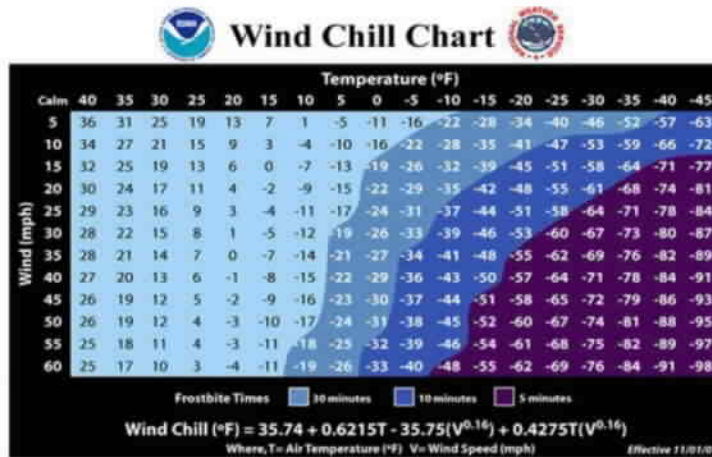 Wind Chill Chart
Temperature (°F)
Calm 40 35 30 25 20 15 10 5 0 -5 -10 -15 -20 -25 -30 -35 -40 -45
5 36 31 25 19 13 7 1 -5 -11 -16 -22 -28 -34 -40 -46 -52 -57 -63
10 34 27 21 15 9 3 -4 -10 -16 -22 -28 -35 -41 -47 -53 -59 -66 -72
15 32 25 19 13 6 0 -7 -13 -19 -26 -32 -39 -45 -51 -58 -64 -71 -77
20 30 24 17 11 4 -2 -9 -15 -22 -29 -35 -42 -48 -55 -61 -68 -74 -81
25 29 23 16 9 3 -4 -11 -17 -24 -31 -37 -44 -51 -58 -64 -71 -78 -84
30 28 22 15 8 1 -5 -12 -19 -26 -33 -39 -46 -53 -60 -67 -73 -80 -87
35 28 21 14 7 0 -7 -14 -21 -27 -34 -41 -48 -55 -62 -69 -76 -82 -89
40 27 20 13 6 -1 -8 -15 -22 -29 -36 -43 -50 -57 -64 -71 -78 -84 -91
45 26 19 12 5 -2 -9 -16 -23 -30 -37 -44 -51 -58 -65 -72 -79 -86 -93
50 26 19 12 4 -3 -10 -17 -24 -31 -38 -45 -52 -60 -67 -74 -81 -88 -95
55 25 18 11 4 -3 -11 -18 -25 -32 -39 -46 -54 -61 -68 -75 -82 -89 -97
60 25 17 10 3 -4 -11 -19 -26 -33 -40 -48 -55 -62 -69 -76 -84 -91 -98
Wind (mph)
Frostbite Times 30 minutes 10 minutes 5 minutes
Wind Chill (°F) = 35.74 + 0.6215T - 35.75(V^0.16) + 0.4275T(V^0.16)
Where, T= Air Temperature (°F) V= Wind Speed (mph) Effective 11/01/0